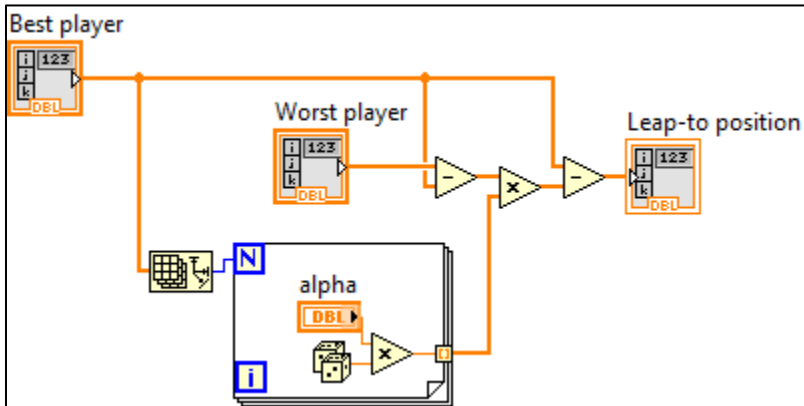 Best player
i
j
k
123
DBL
Worst player
i
j
k
123
DBL
Leap-to position
i
j
k
123
DBL
-
x
-
N
alpha
DBL
x
i